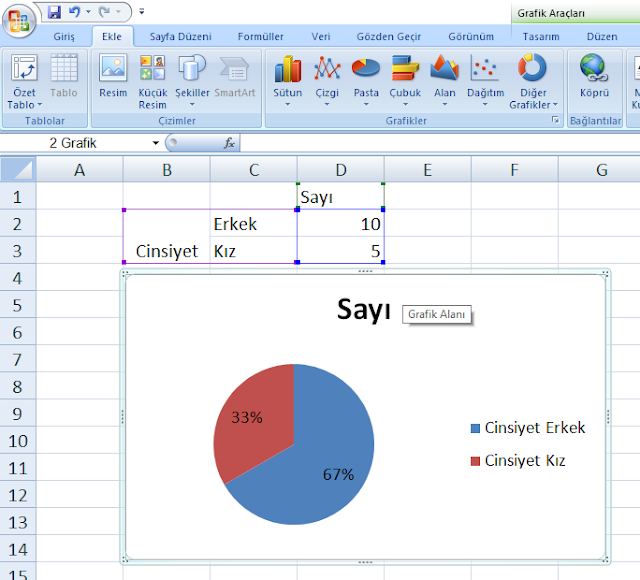 Grafik Araçları
Giriş Ekle Sayfa Düzeni Formüller Veri Gözden Geçir Görünüm Tasarım Düzen
Özet Tablo Tablo Resim Küçük Resim Şekiller SmartArt Sütun Çizgi Pasta Çubuk Alan Dağıtım Diğer Grafikler Köprü
Tablolar Çizimler Grafikler Bağlantılar
2 Grafik fx
A B C D E F G
1 Sayı
2 Erkek 10
3 Cinsiyet Kız 5
4
5 Sayı Grafik Alanı
6
7
8
9 33% Cinsiyet Erkek
10
11 67% Cinsiyet Kız
12
13
14
15